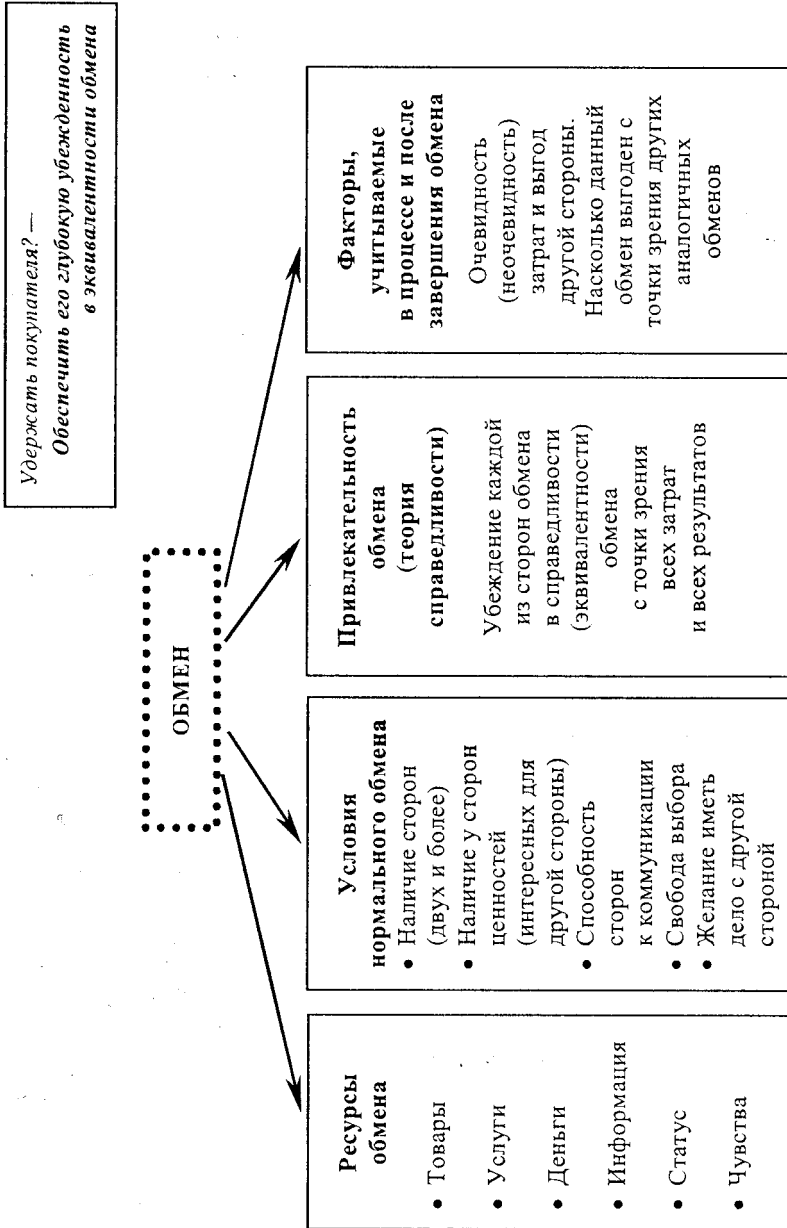 Удержать покупателя? —
Обеспечить его глубокую убежденность
в эквивалентности обмена
ОБМЕН
Ресурсы
обмена
• Товары
• Услуги
• Деньги
• Информация
• Статус
• Чувства
Условия
нормального обмена
• Наличие сторон
(двух и более)
• Наличие у сторон
ценностей
(интересных для
другой стороны)
• Способность
сторон
к коммуникации
• Свобода выбора
• Желание иметь
дело с другой
стороной
Привлекательность
обмена
(теория
справедливости)
Убеждение каждой
из сторон обмена
в справедливости
(эквивалентности)
обмена
с точки зрения
всех затрат
и всех результатов
Факторы,
учитываемые
в процессе и после
завершения обмена
Очевидность
(неочевидность)
затрат и выгод
другой стороны.
Насколько данный
обмен выгоден с
точки зрения других
аналогичных
обменов